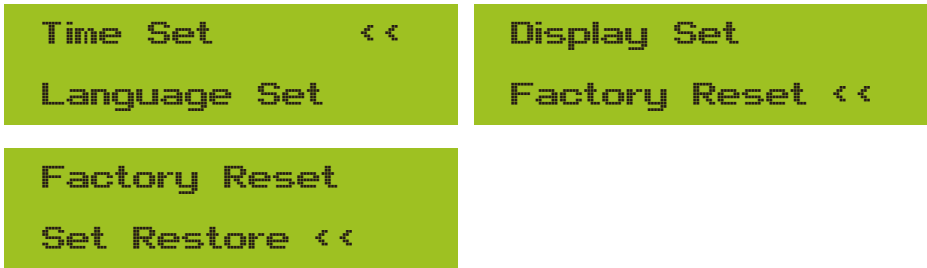 Time Set <<
Language Set
Display Set
Factory Reset <<
Factory Reset
Set Restore <<